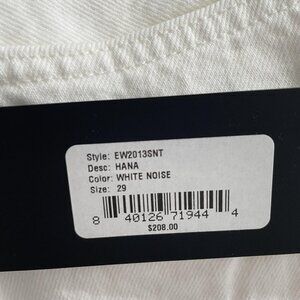 Style: EW2013SNT
Desc: HANA
Color: WHITE NOISE
Size: 29
8 40126 71944 4
$208.00